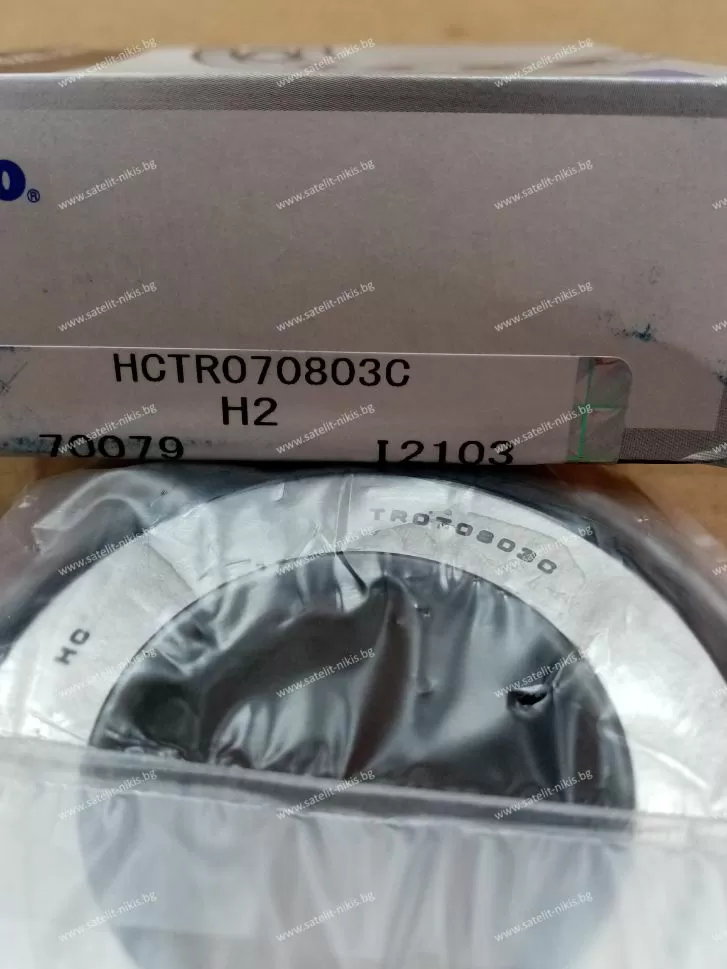 ®
HCTR070803C
H2
70079 I2103
TR070803C
HC
www.satelit-nikis.bg